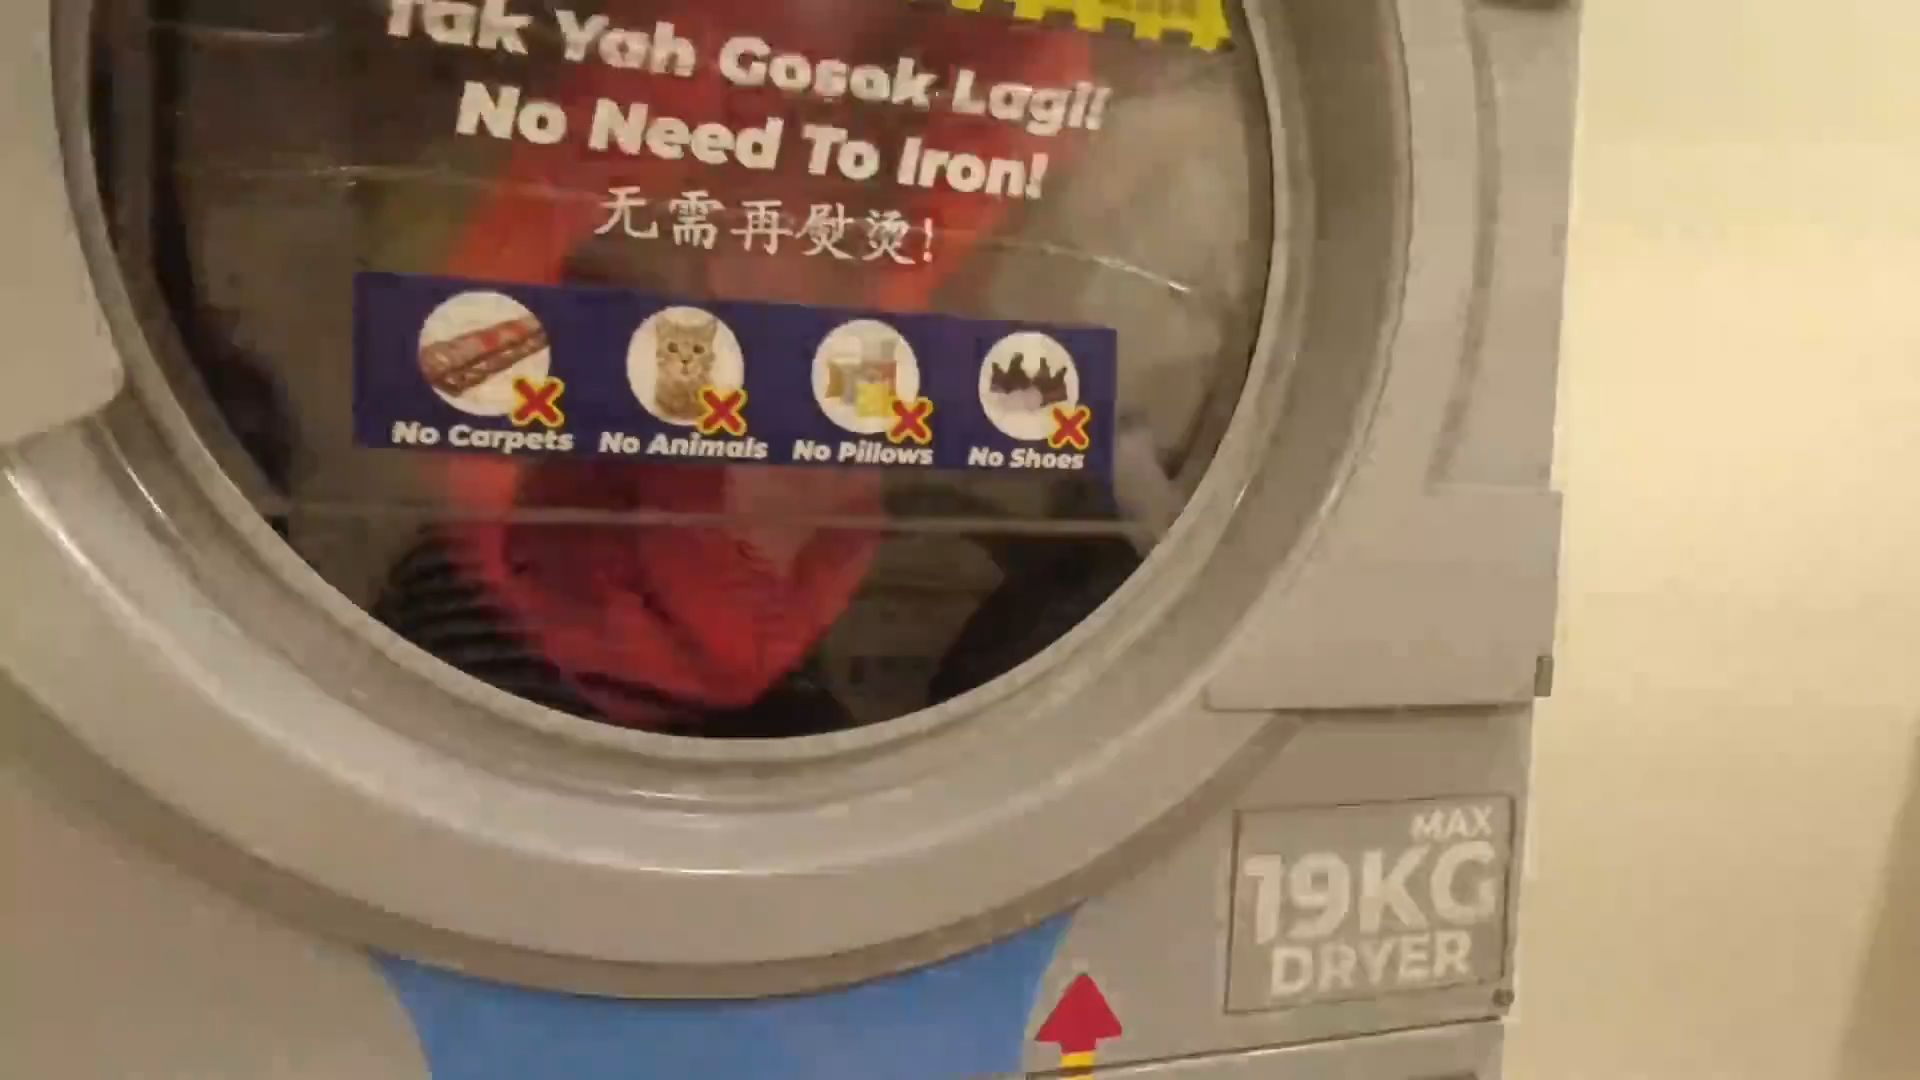 Tak Yah Gosok Lagi!
No Need To Iron!
无需再熨烫!
No Carpets
No Animals
No Pillows
No Shoes
MAX
19KG
DRYER